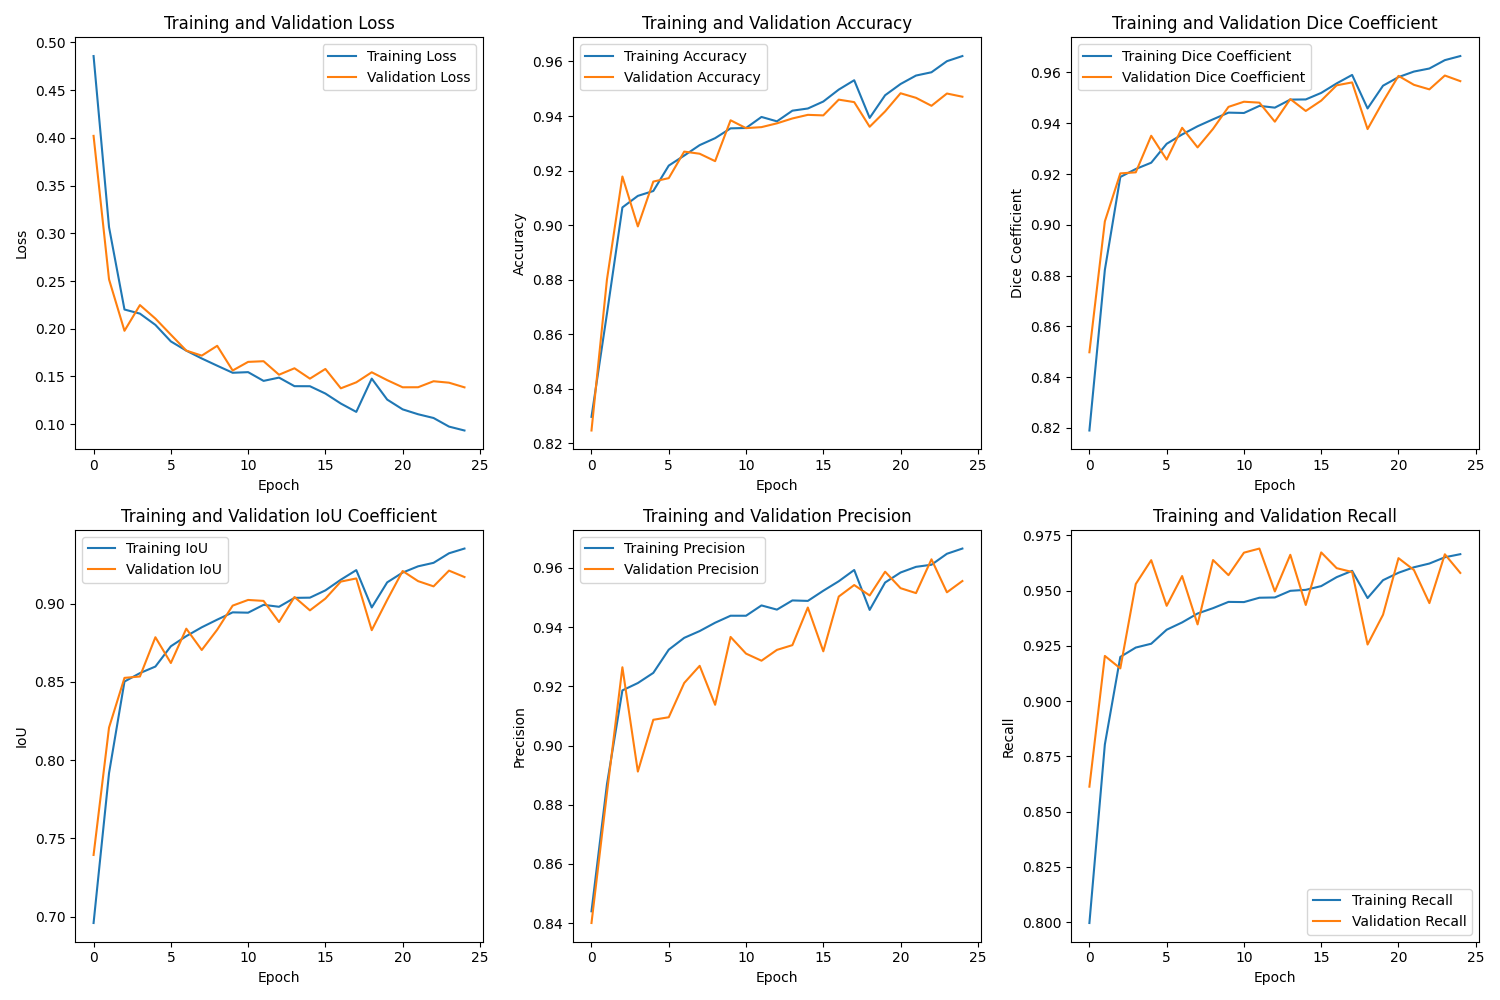 Training and Validation Loss
Training Loss
Validation Loss
0.50
0.45
0.40
0.35
0.30
0.25
0.20
0.15
0.10
Loss
0 5 10 15 20 25
Epoch
Training and Validation Accuracy
Training Accuracy
Validation Accuracy
0.96
0.94
0.92
0.90
0.88
0.86
0.84
0.82
Accuracy
0 5 10 15 20 25
Epoch
Training and Validation Dice Coefficient
Training Dice Coefficient
Validation Dice Coefficient
0.96
0.94
0.92
0.90
0.88
0.86
0.84
0.82
Dice Coefficient
0 5 10 15 20 25
Epoch
Training and Validation IoU Coefficient
Training IoU
Validation IoU
0.90
0.85
0.80
0.75
0.70
IoU
0 5 10 15 20 25
Epoch
Training and Validation Precision
Training Precision
Validation Precision
0.96
0.94
0.92
0.90
0.88
0.86
0.84
Precision
0 5 10 15 20 25
Epoch
Training and Validation Recall
0.975
0.950
0.925
0.900
0.875
0.850
0.825
0.800
Recall
Training Recall
Validation Recall
0 5 10 15 20 25
Epoch